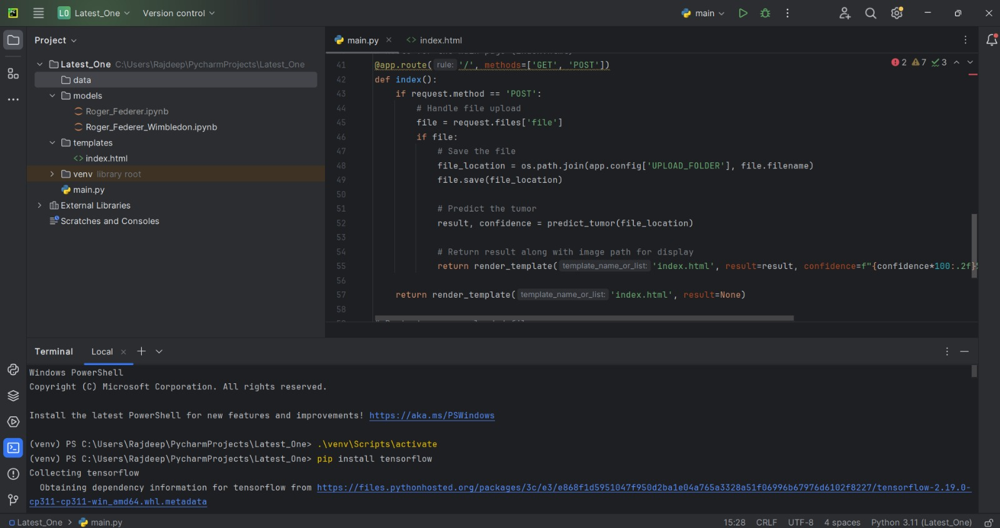 PC
L0 Latest_One
Version control
main
Project
Latest_One C:\Users\Rajdeep\PycharmProjects\Latest_One
data
models
Roger_Federer.ipynb
Roger_Federer_Wimbledon.ipynb
templates
<> index.html
venv library root
main.py
External Libraries
Scratches and Consoles
main.py
<> index.html
2 7 3
41 @app.route( rule: '/', methods=['GET', 'POST'])
42 def index():
43 if request.method == 'POST':
44 # Handle file upload
45 file = request.files['file']
46 if file:
47 # Save the file
48 file_location = os.path.join(app.config['UPLOAD_FOLDER'], file.filename)
49 file.save(file_location)
50
51 # Predict the tumor
52 result, confidence = predict_tumor(file_location)
53
54 # Return result along with image path for display
55 return render_template( template_name_or_list: 'index.html', result=result, confidence=f"{confidence*100:.2f}%
56
57 return render_template( template_name_or_list: 'index.html', result=None)
58
Terminal Local
Windows PowerShell
Copyright (C) Microsoft Corporation. All rights reserved.
Install the latest PowerShell for new features and improvements! https://aka.ms/PSWindows
(venv) PS C:\Users\Rajdeep\PycharmProjects\Latest_One> .\venv\Scripts\activate
(venv) PS C:\Users\Rajdeep\PycharmProjects\Latest_One> pip install tensorflow
Collecting tensorflow
Obtaining dependency information for tensorflow from https://files.pythonhosted.org/packages/3c/e3/e868f1d5951047f950d2ba1e04a765a3328a51f06996b67976d6102f8227/tensorflow-2.19.0-
cp311-cp311-win_amd64.whl.metadata
Latest_One > main.py
15:28 CRLF UTF-8 4 spaces Python 3.11 (Latest_One)